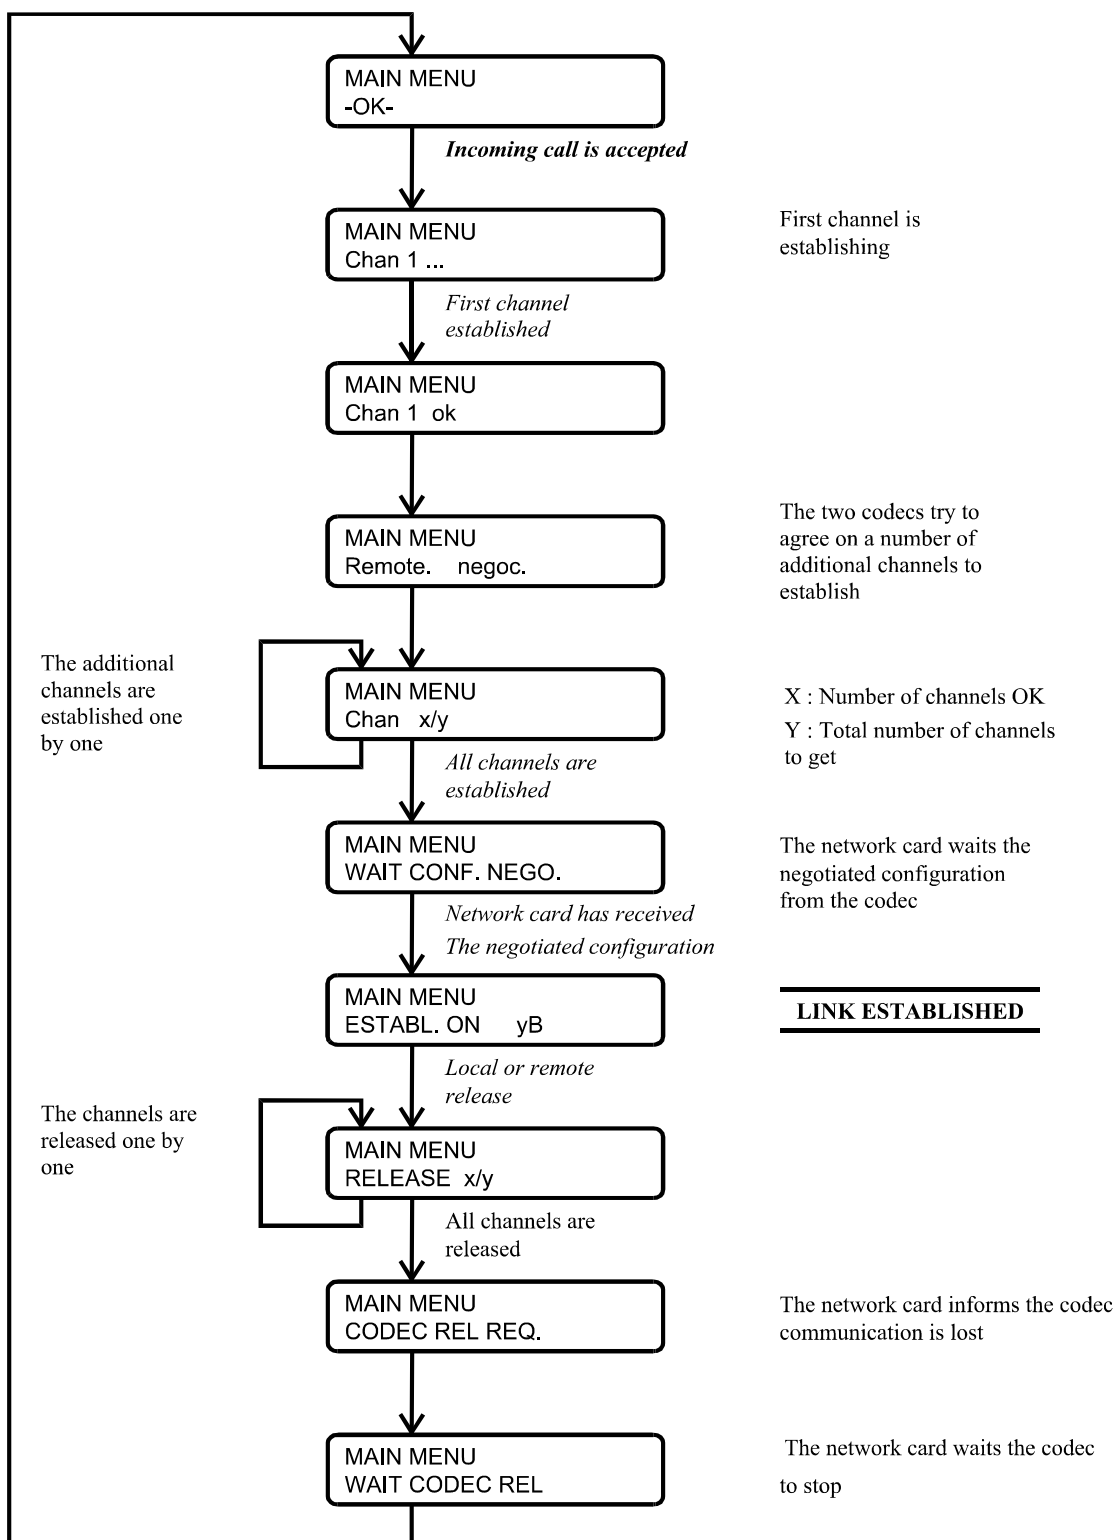 MAIN MENU
-OK-
Incoming call is accepted
MAIN MENU
Chan 1 ...
First channel is
establishing
First channel
established
MAIN MENU
Chan 1 ok
MAIN MENU
Remote. negoc.
The two codecs try to
agree on a number of
additional channels to
establish
The additional
channels are
established one
by one
MAIN MENU
Chan x/y
X : Number of channels OK
Y : Total number of channels
to get
All channels are
established
MAIN MENU
WAIT CONF. NEGO.
The network card waits the
negotiated configuration
from the codec
Network card has received
The negotiated configuration
MAIN MENU
ESTABL. ON yB
LINK ESTABLISHED
Local or remote
release
The channels are
released one by
one
MAIN MENU
RELEASE x/y
All channels are
released
MAIN MENU
CODEC REL REQ.
The network card informs the codec
communication is lost
MAIN MENU
WAIT CODEC REL
The network card waits the codec
to stop